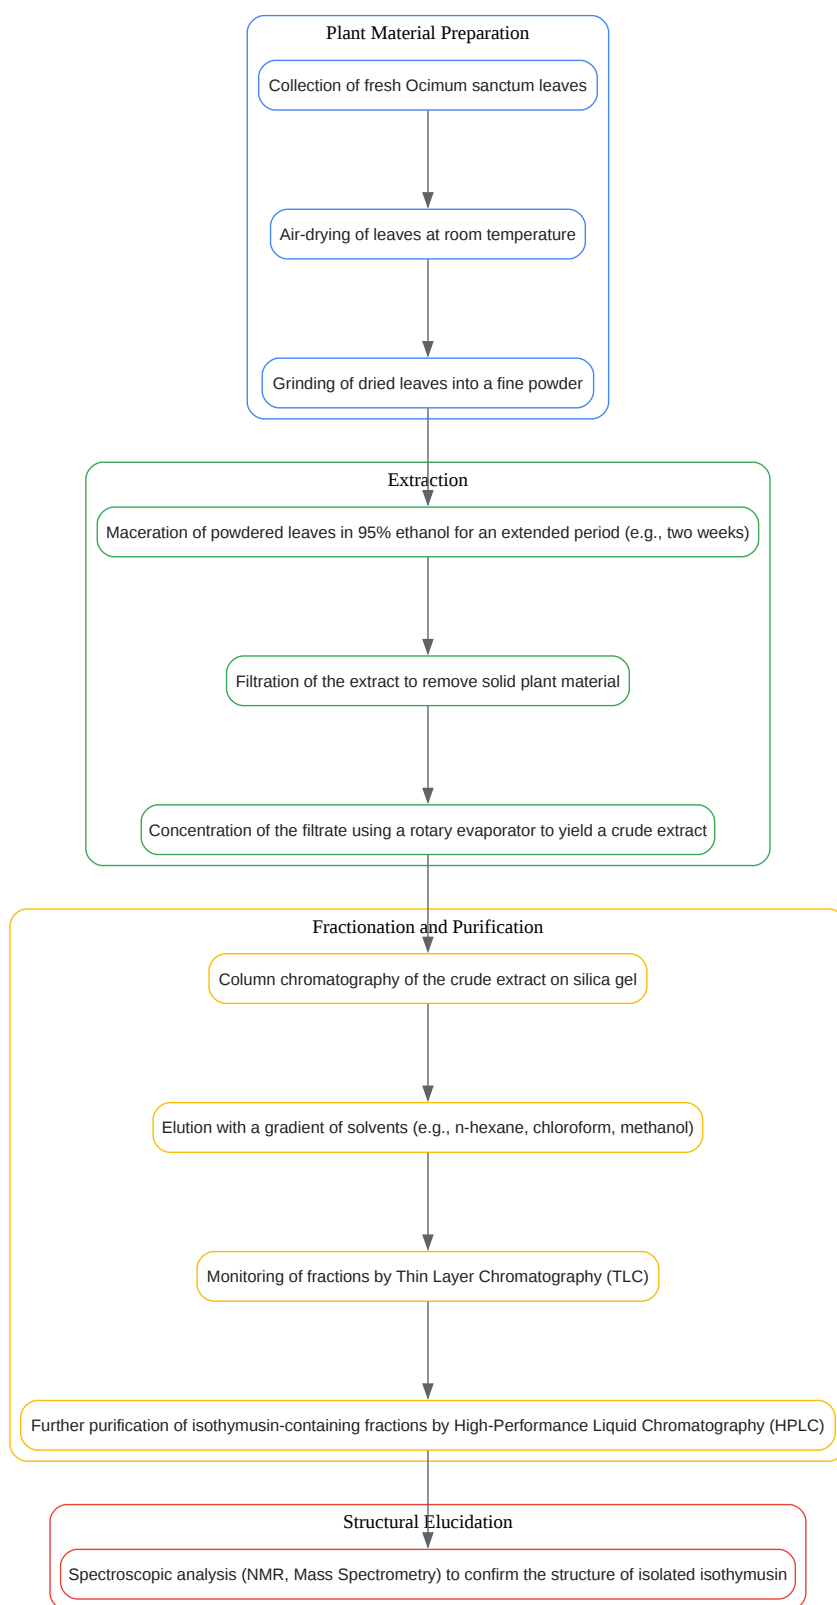 Plant Material Preparation
Collection of fresh Ocimum sanctum leaves
Air-drying of leaves at room temperature
Grinding of dried leaves into a fine powder
Extraction
Maceration of powdered leaves in 95% ethanol for an extended period (e.g., two weeks)
Filtration of the extract to remove solid plant material
Concentration of the filtrate using a rotary evaporator to yield a crude extract
Fractionation and Purification
Column chromatography of the crude extract on silica gel
Elution with a gradient of solvents (e.g., n-hexane, chloroform, methanol)
Monitoring of fractions by Thin Layer Chromatography (TLC)
Further purification of isothymusin-containing fractions by High-Performance Liquid Chromatography (HPLC)
Structural Elucidation
Spectroscopic analysis (NMR, Mass Spectrometry) to confirm the structure of isolated isothymusin